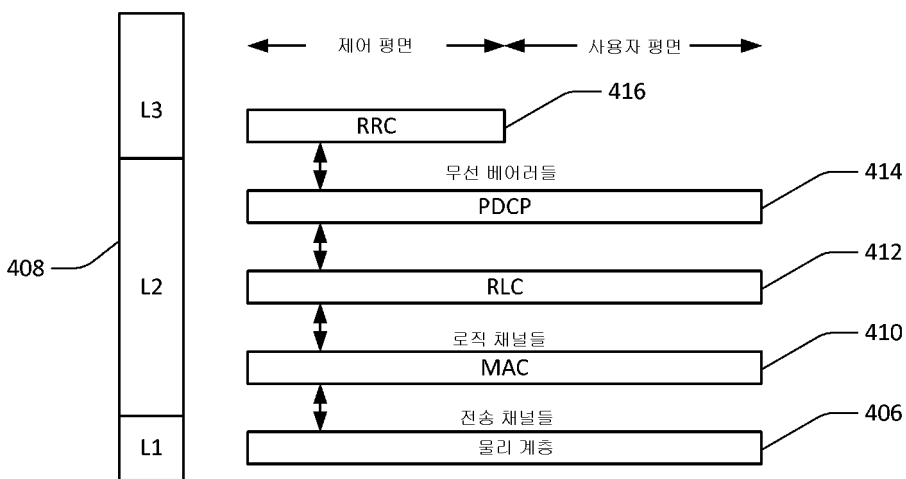 제어 평면
사용자 평면
L3
RRC
416
무선 베어러들
PDCP
414
408
L2
RLC
412
로직 채널들
MAC
410
전송 채널들
L1
물리 계층
406